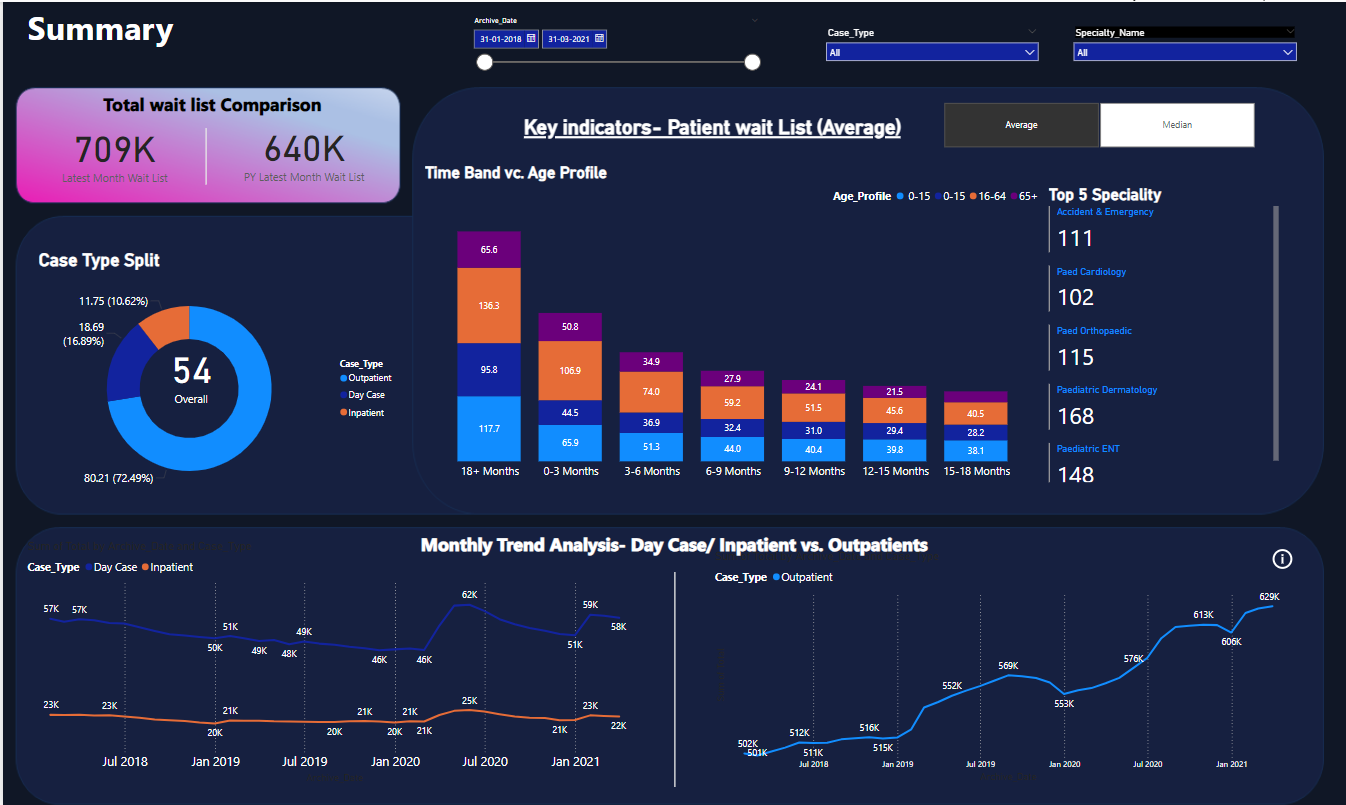 Summary
Archive_Date
31-01-2018
31-03-2021
Case_Type
All
Specialty_Name
All
Total wait list Comparison
709K
Latest Month Wait List
640K
PY Latest Month Wait List
Key indicators- Patient wait List (Average)
Average
Median
Time Band vc. Age Profile
Age_Profile 0-15 0-15 16-64 65+
65.6
136.3
95.8
117.7
50.8
106.9
44.5
65.9
34.9
74.0
36.9
51.3
27.9
59.2
32.4
44.0
24.1
51.5
31.0
40.4
21.5
45.6
29.4
39.8
40.5
28.2
38.1
18+ Months 0-3 Months 3-6 Months 6-9 Months 9-12 Months 12-15 Months 15-18 Months
Top 5 Speciality
Accident & Emergency
111
Paed Cardiology
102
Paed Orthopaedic
115
Paediatric Dermatology
168
Paediatric ENT
148
Case Type Split
11.75 (10.62%)
18.69
(16.89%)
54
Overall
80.21 (72.49%)
Case_Type
Outpatient
Day Case
Inpatient
Monthly Trend Analysis- Day Case/ Inpatient vs. Outpatients
Case_Type Day Case Inpatient
57K
57K
50K
51K
49K
48K
49K
46K
46K
62K
51K
59K
58K
23K
23K
20K
21K
20K
21K
20K
21K
21K
25K
21K
23K
22K
Jul 2018 Jan 2019 Jul 2019 Jan 2020 Jul 2020 Jan 2021
Case_Type Outpatient
502K
501K
512K
511K
516K
515K
552K
569K
553K
576K
613K
606K
629K
Jul 2018 Jan 2019 Jul 2019 Jan 2020 Jul 2020 Jan 2021